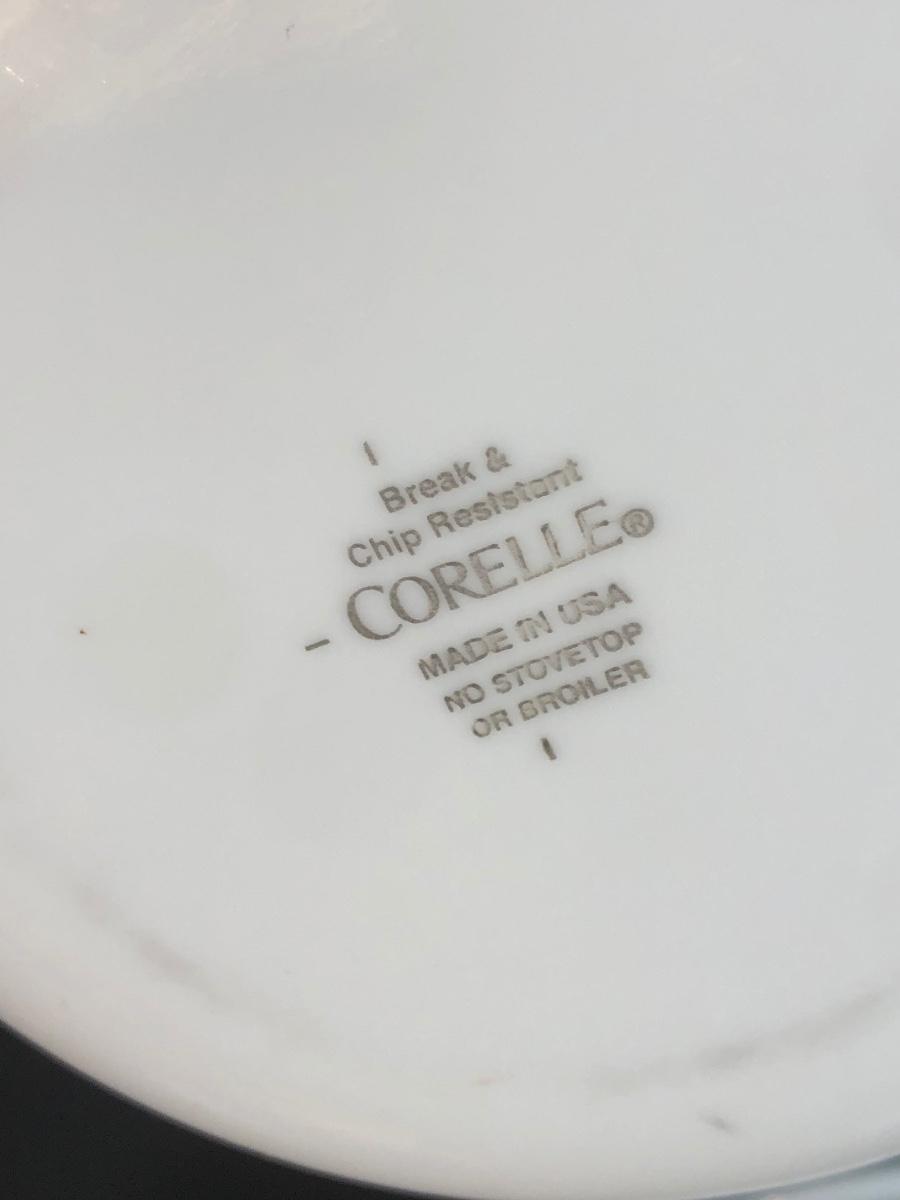 Break &
Chip Resistant
CORELLE®
MADE IN USA
NO STOVETOP
OR BROILER